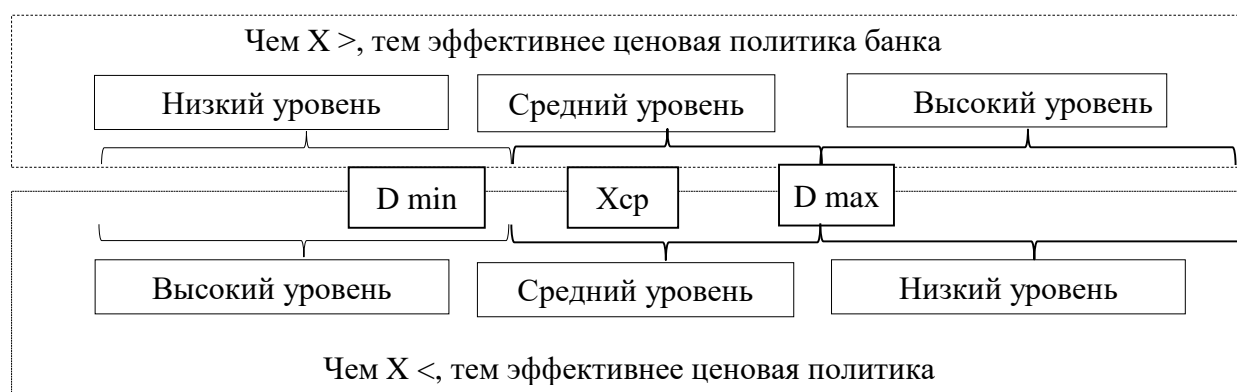 Чем X >, тем эффективнее ценовая политика банка
Низкий уровень
Средний уровень
Высокий уровень
D min
Хср
D max
Высокий уровень
Средний уровень
Низкий уровень
Чем X <, тем эффективнее ценовая политика